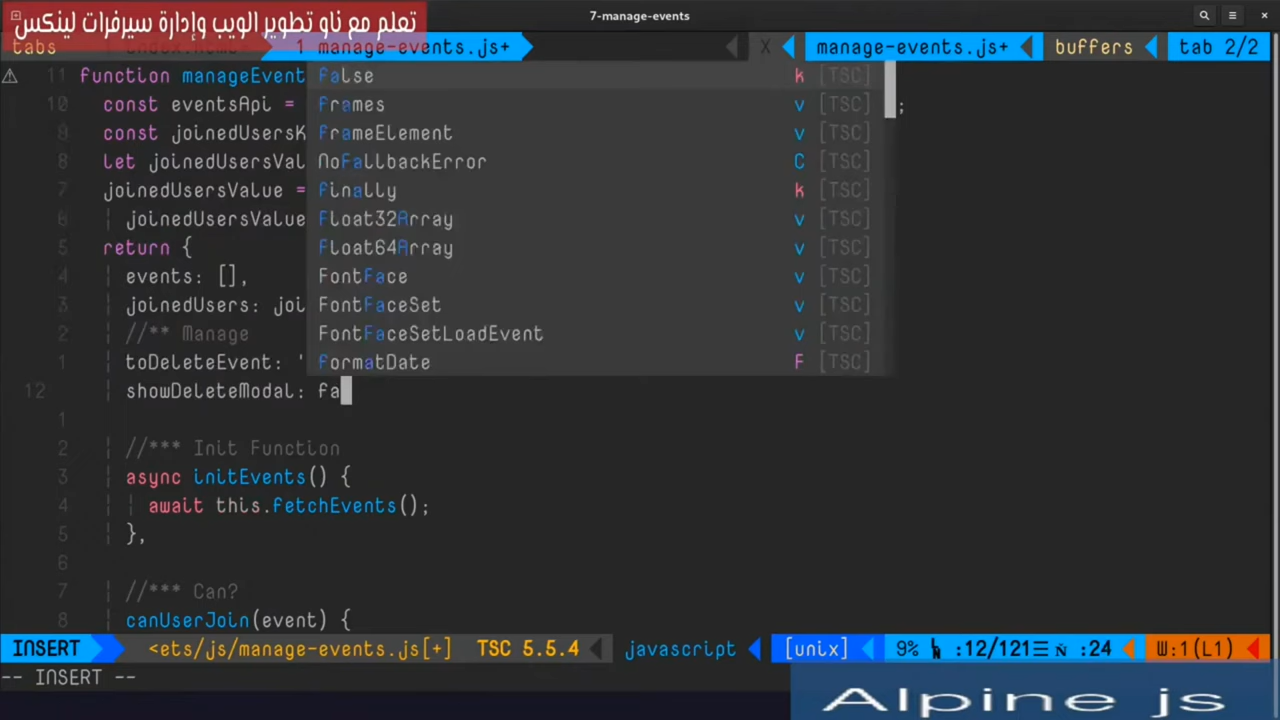 7-manage-events
تعلم مع ناو تطوير الويب وإدارة سيرفرات لينكس
tabs 1 manage-events.js+ X manage-events.js+ buffers tab 2/2
11 function manageEvent
10 const eventsApi = ;
9 const joinedUsersK
8 let joinedUsersVal
7 joinedUsersValue =
6 joinedUsersValue
5 return {
4 events: [],
3 joinedUsers: joi
2 //** Manage
1 toDeleteEvent: '
12 showDeleteModal: fa
false k [TSC]
frames v [TSC]
frameElement v [TSC]
NoFallbackError C [TSC]
finally k [TSC]
Float32Array v [TSC]
Float64Array v [TSC]
FontFace v [TSC]
FontFaceSet v [TSC]
FontFaceSetLoadEvent v [TSC]
formatDate F [TSC]
1
2 //*** Init Function
3 async initEvents() {
4 await this.fetchEvents();
5 },
6
7 //*** Can?
8 canUserJoin(event) {
INSERT <ets/js/manage-events.js[+] TSC 5.5.4 javascript [unix] 9% :12/121 :24 W:1(L1)
-- INSERT --
Alpine js